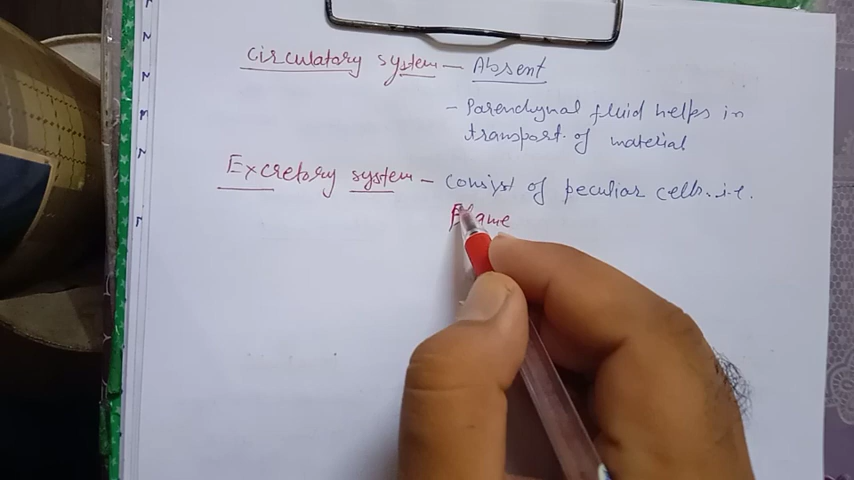 Circulatory system — Absent
- Parenchymal fluid helps in
transport of material
Excretory system — Consist of peculiar cells. i.e.
Flame